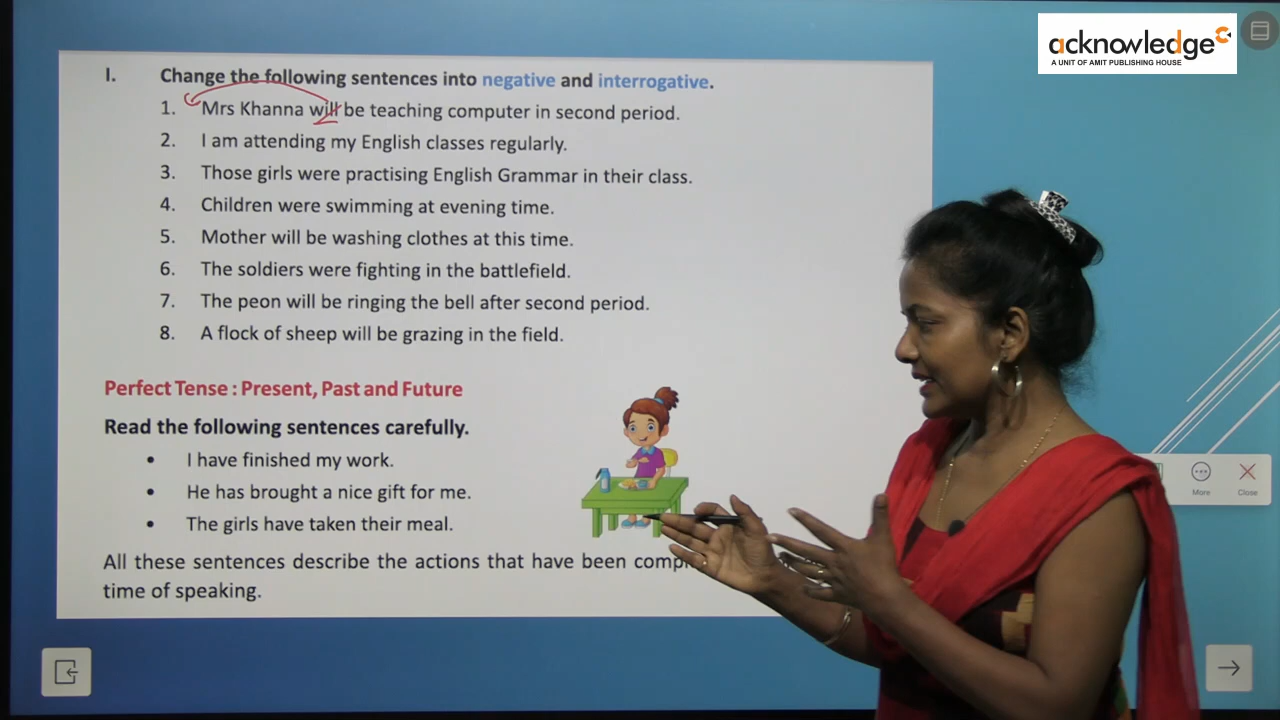 acknowledge
A UNIT OF AMIT PUBLISHING HOUSE
I. Change the following sentences into negative and interrogative.
1. Mrs Khanna will be teaching computer in second period.
2. I am attending my English classes regularly.
3. Those girls were practising English Grammar in their class.
4. Children were swimming at evening time.
5. Mother will be washing clothes at this time.
6. The soldiers were fighting in the battlefield.
7. The peon will be ringing the bell after second period.
8. A flock of sheep will be grazing in the field.
Perfect Tense : Present, Past and Future
Read the following sentences carefully.
• I have finished my work.
• He has brought a nice gift for me.
• The girls have taken their meal.
More Close
All these sentences describe the actions that have been
time of speaking.